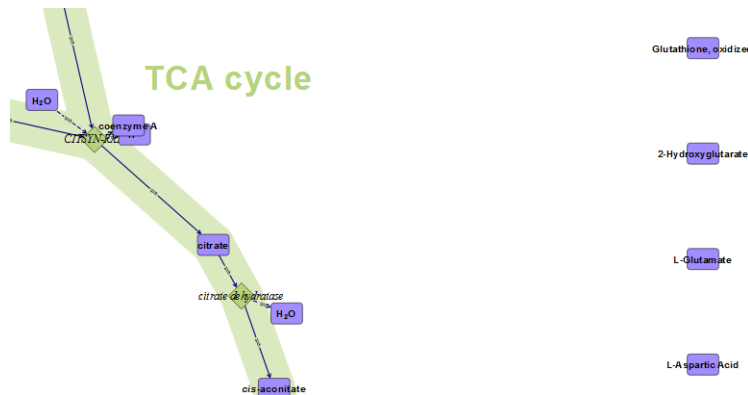 Glutathione, oxidized
TCA cycle
H₂O
coenzyme A
2-Hydroxyglutarate
citrate
L-Glutamate
citrate dehydratase
H₂O
L-Aspartic Acid
cis-aconitate